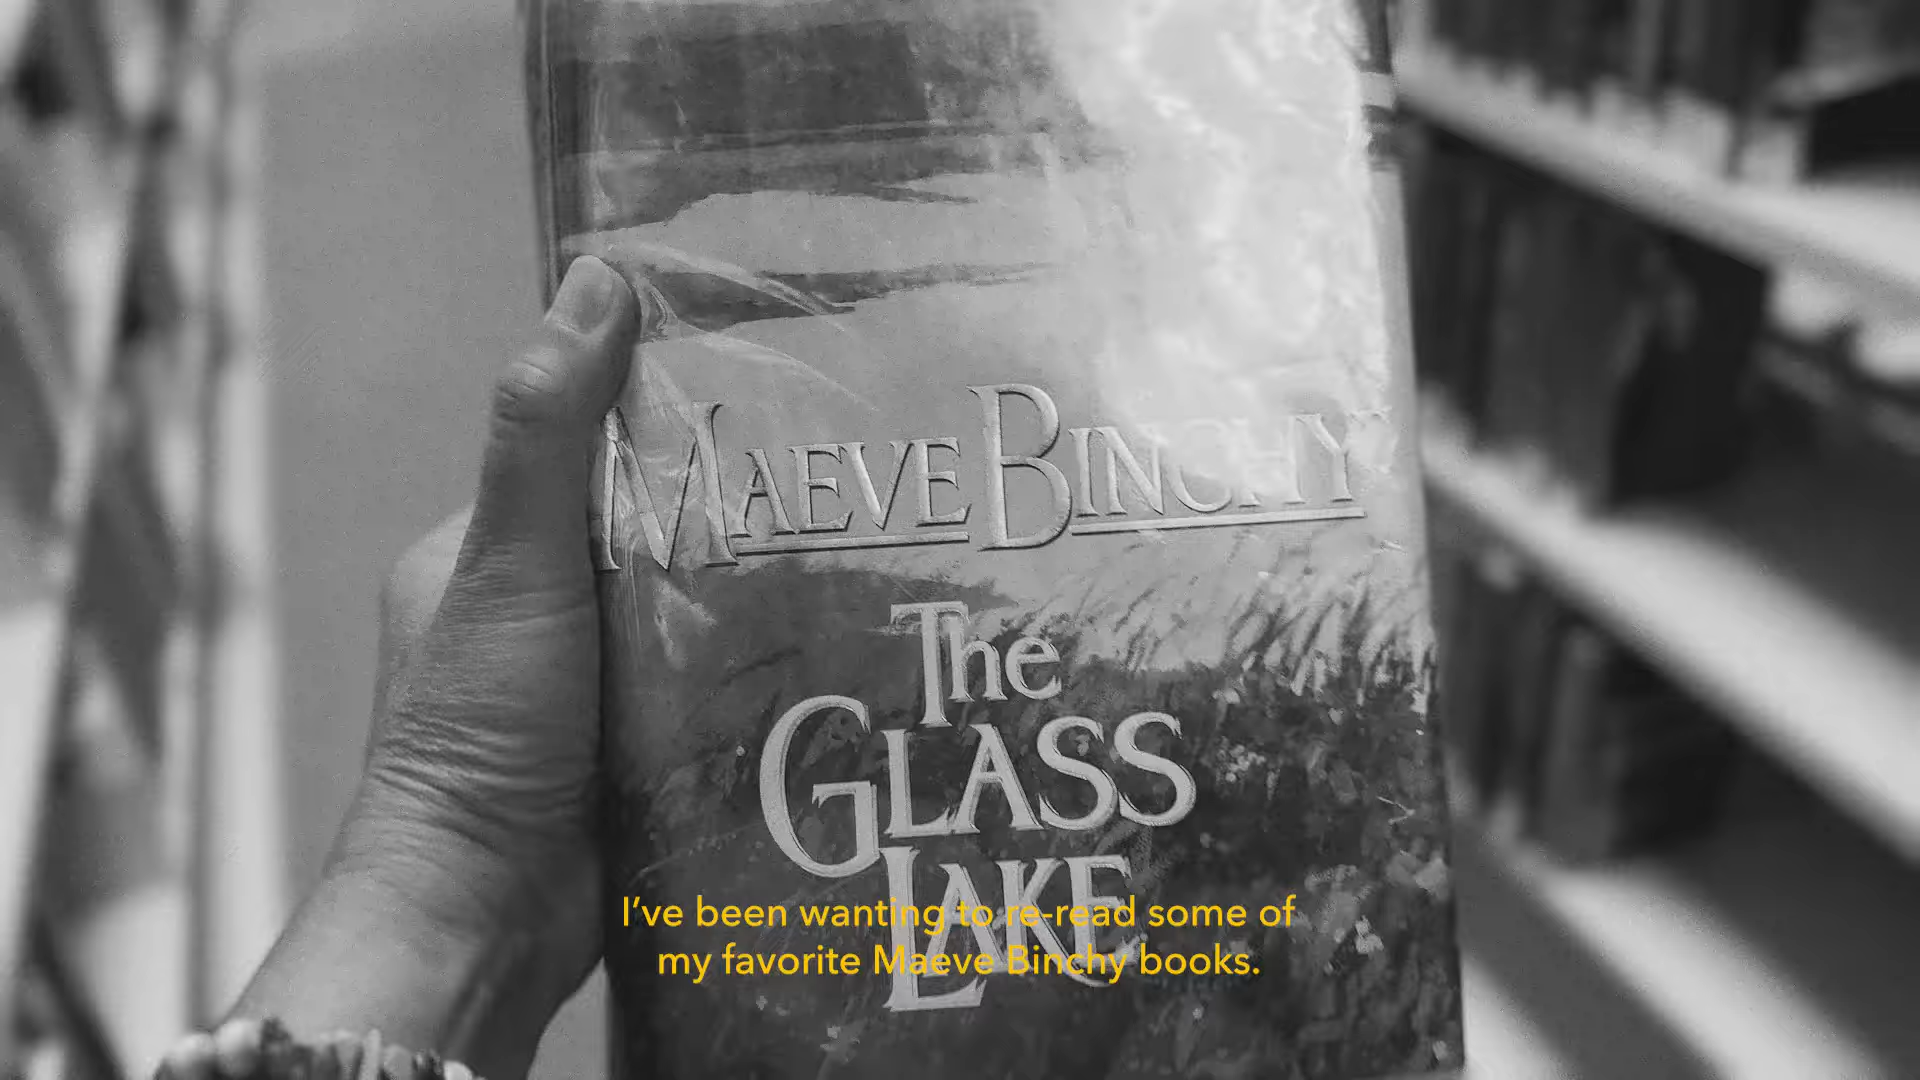 MAEVE BINCHY
The
GLASS
LAKE
I've been wanting to re-read some of
my favorite Maeve Binchy books.